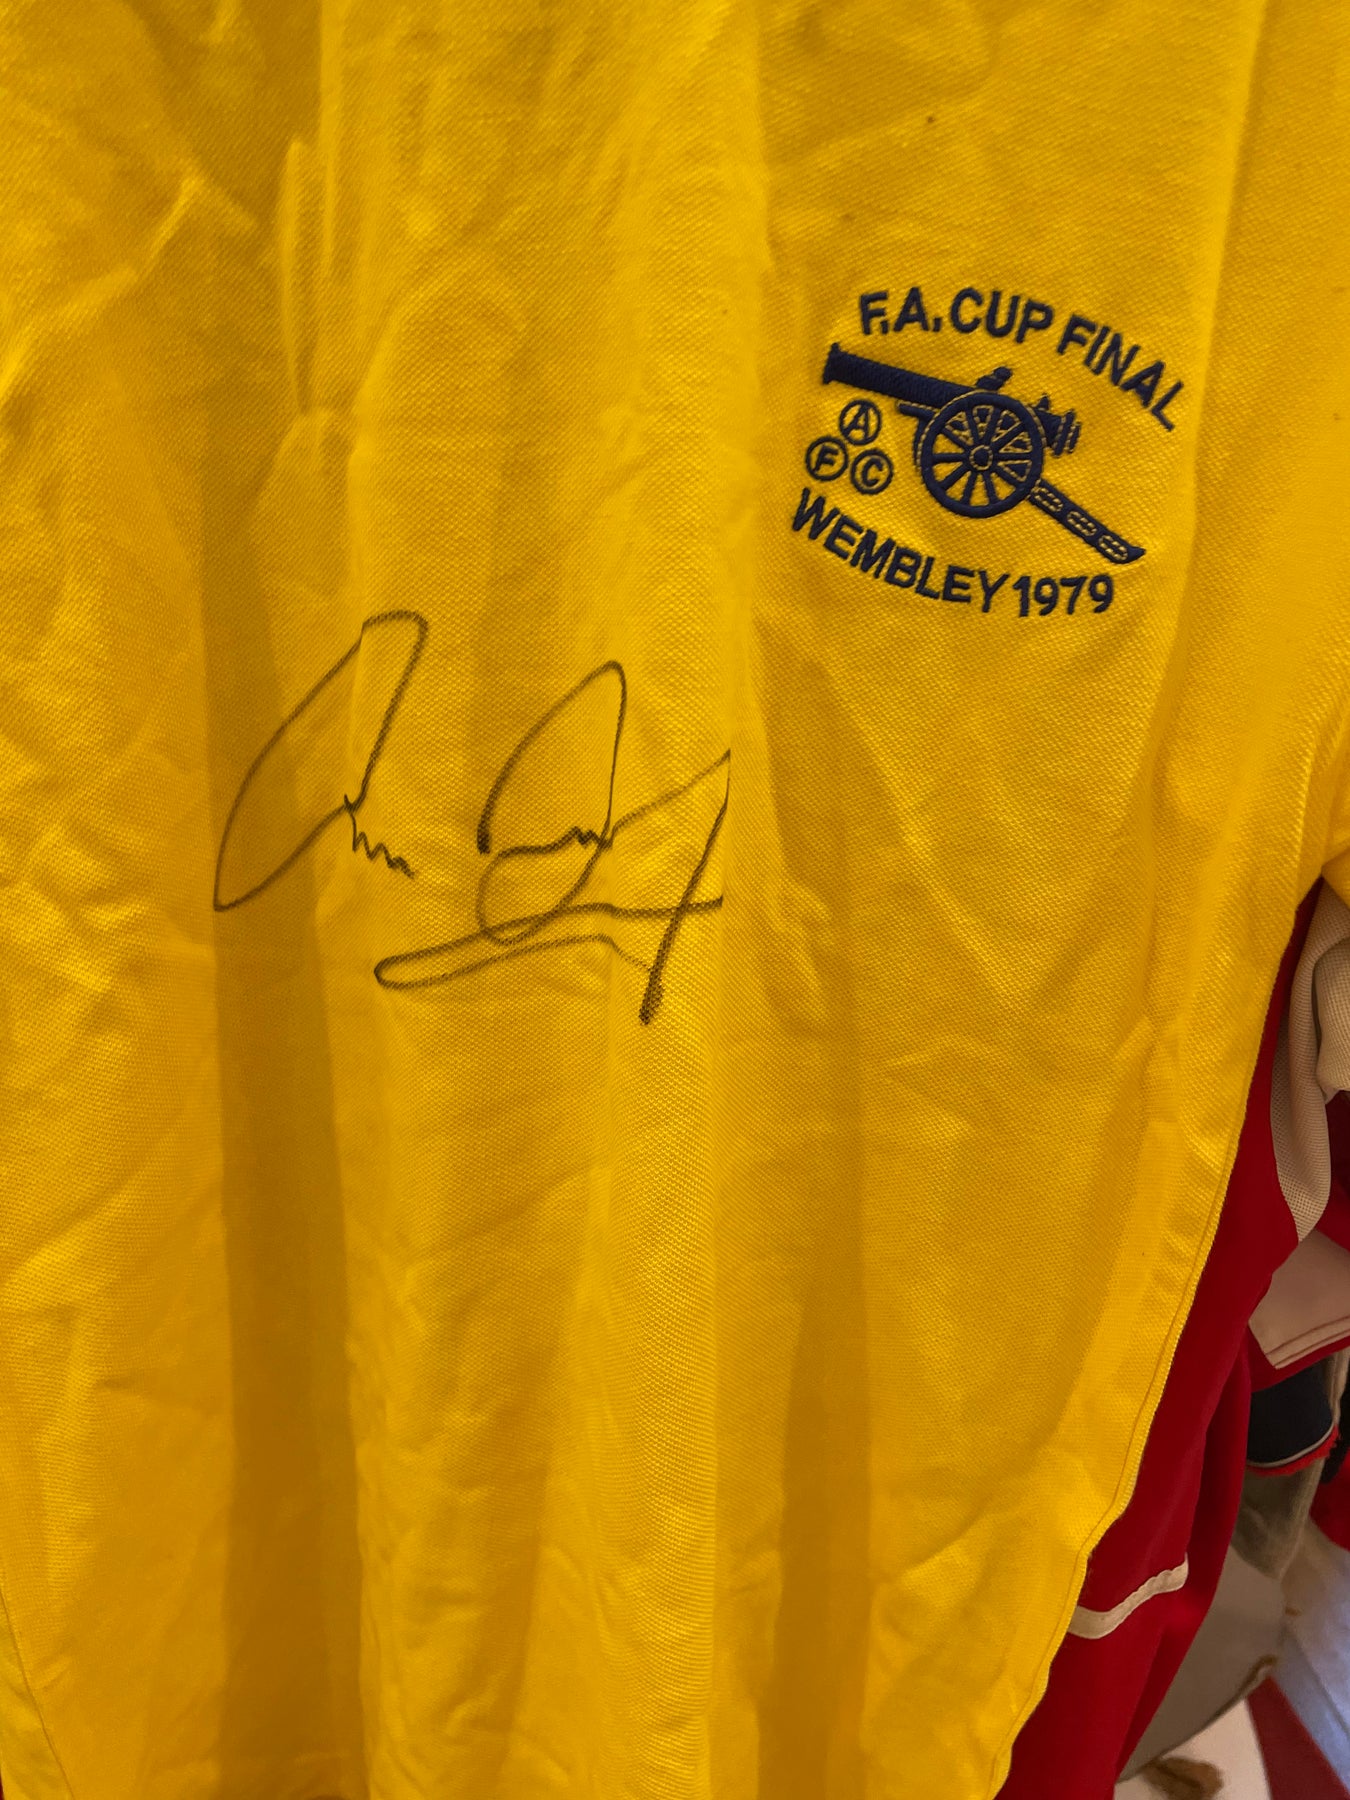 F.A. CUP FINAL
A
F C
WEMBLEY 1979